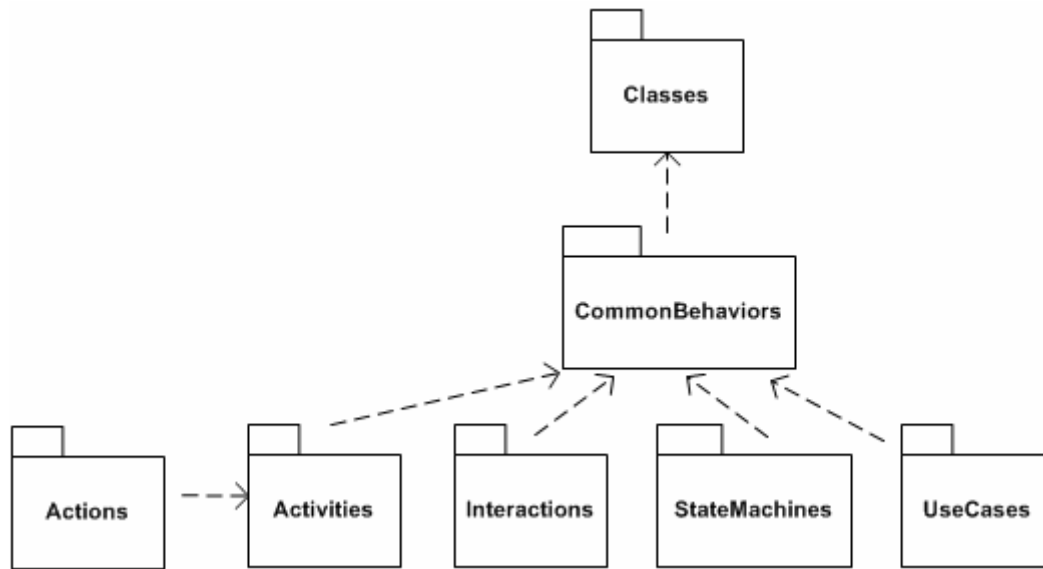 Classes
CommonBehaviors
Actions
Activities
Interactions
StateMachines
UseCases